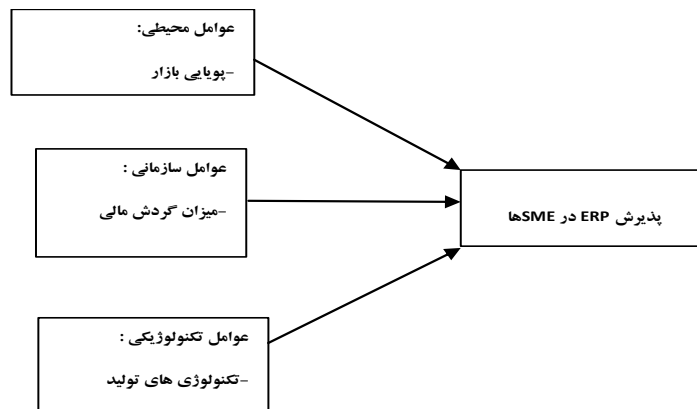 عوامل محیطی:
-پویایی بازار
عوامل سازمانی :
-میزان گردش مالی
پذیرش ERP در SMEها
عوامل تکنولوژیکی :
-تکنولوژی های تولید